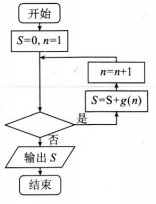 开始
S=0, n=1
n=n+1
S=S+g(n)
是
否
输出 S
结束